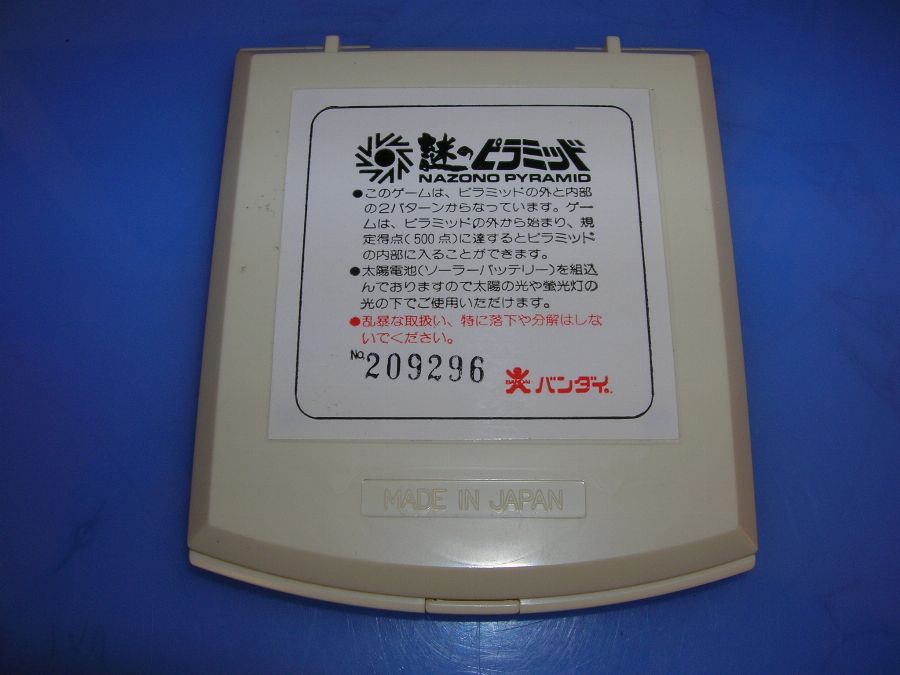 謎のピラミッド
NAZONO PYRAMID
●このゲームは、ピラミッドの外と内部
の2パターンからなっています。ゲー
ムは、ピラミッドの外から始まり、規
定得点(500点)に達するとピラミッド
の内部に入ることができます。
●太陽電池(ソーラーバッテリー)を組込
んでおりますので太陽の光や螢光灯の
光の下でご使用いただけます。
●乱暴な取扱い、特に落下や分解はしな
いでください。
No. 209296
BANDAI バンダイ
MADE IN JAPAN